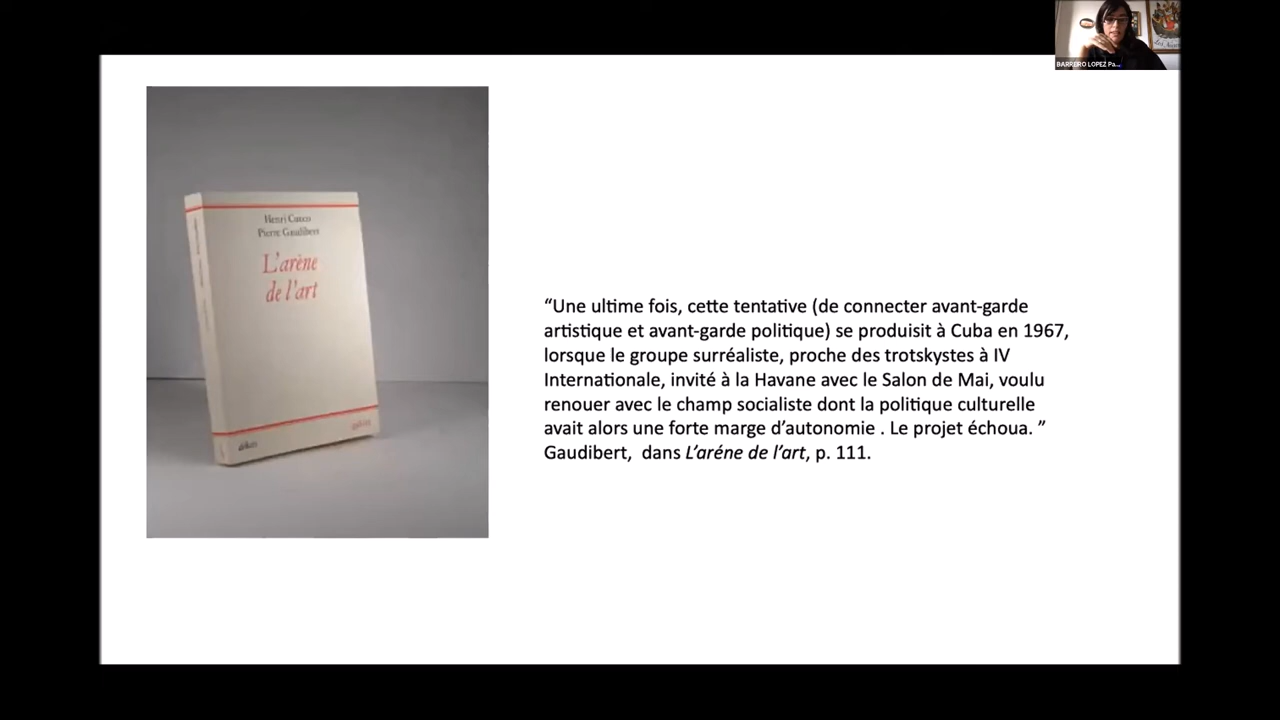 BARREIRO LOPEZ Pa...
Henri Cueco
Pierre Gaudibert
L'arène
de l'art
“Une ultime fois, cette tentative (de connecter avant-garde
artistique et avant-garde politique) se produisit à Cuba en 1967,
lorsque le groupe surréaliste, proche des trotskystes à IV
Internationale, invité à la Havane avec le Salon de Mai, voulu
renouer avec le champ socialiste dont la politique culturelle
avait alors une forte marge d’autonomie . Le projet échoua. ”
Gaudibert, dans L’aréne de l’art, p. 111.